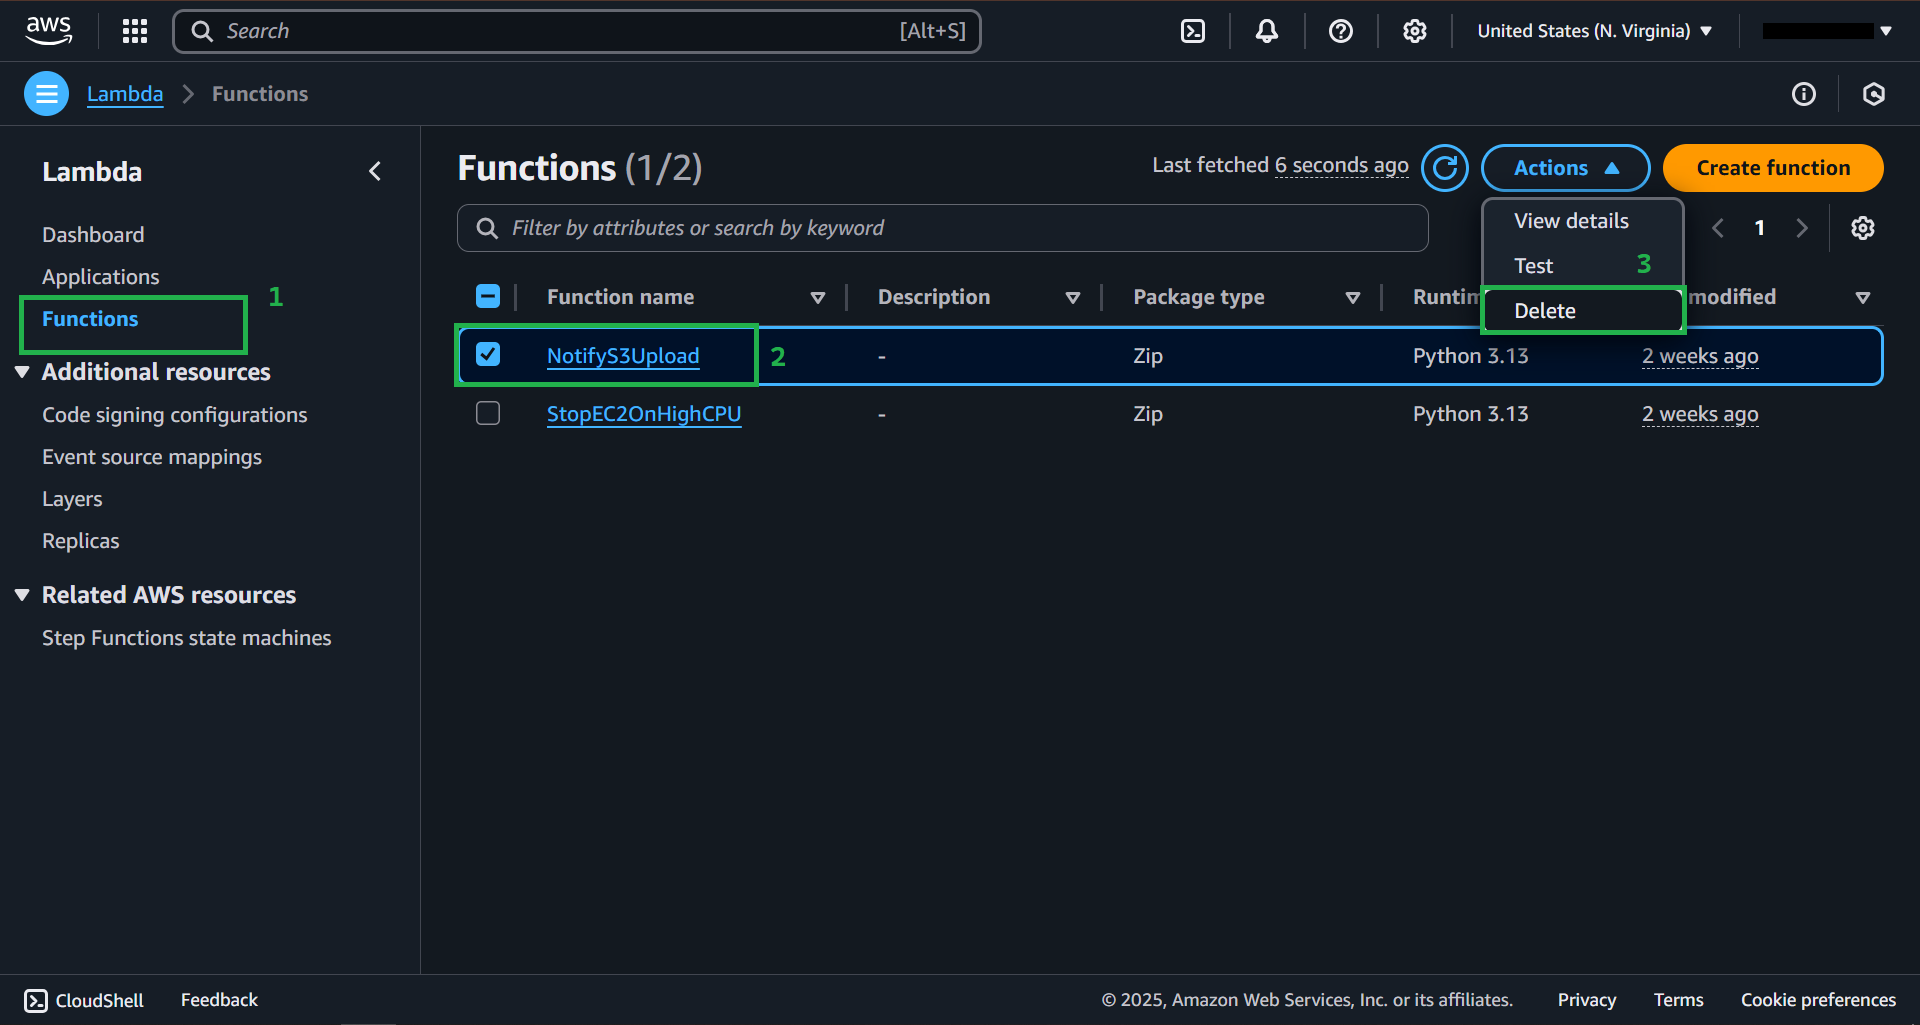 aws
Search [Alt+S]
United States (N. Virginia)
Lambda > Functions
Lambda
Dashboard
Applications
Functions
1
Additional resources
Code signing configurations
Event source mappings
Layers
Replicas
Related AWS resources
Step Functions state machines
Functions (1/2)
Last fetched 6 seconds ago
Actions
Create function
Filter by attributes or search by keyword
1
View details
Test
3
Delete
Function name Description Package type Runtim modified
NotifyS3Upload 2 - Zip Python 3.13 2 weeks ago
StopEC2OnHighCPU - Zip Python 3.13 2 weeks ago
CloudShell Feedback © 2025, Amazon Web Services, Inc. or its affiliates. Privacy Terms Cookie preferences